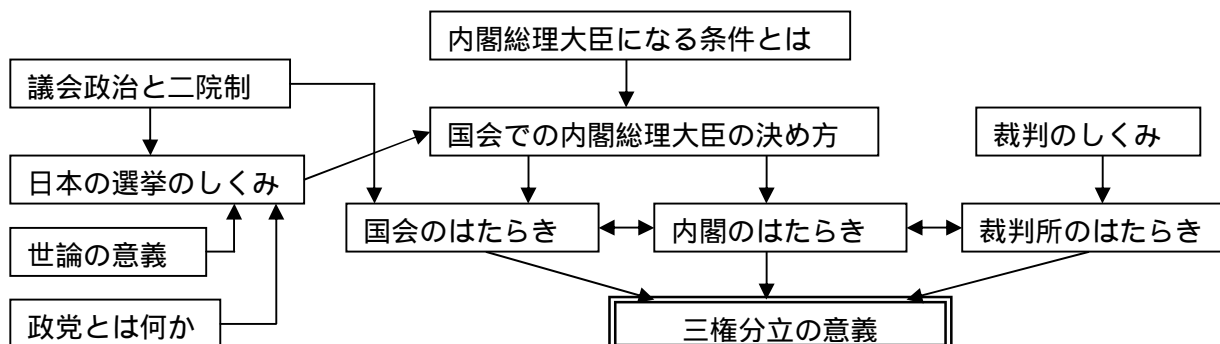 内閣総理大臣になる条件とは
議会政治と二院制
国会での内閣総理大臣の決め方
裁判のしくみ
日本の選挙のしくみ
国会のはたらき
内閣のはたらき
裁判所のはたらき
世論の意義
政党とは何か
三権分立の意義